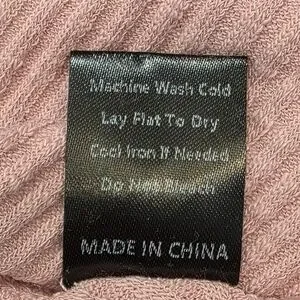 Machine Wash Cold
Lay Flat To Dry
Cool Iron If Needed
Do Not Bleach
MADE IN CHINA